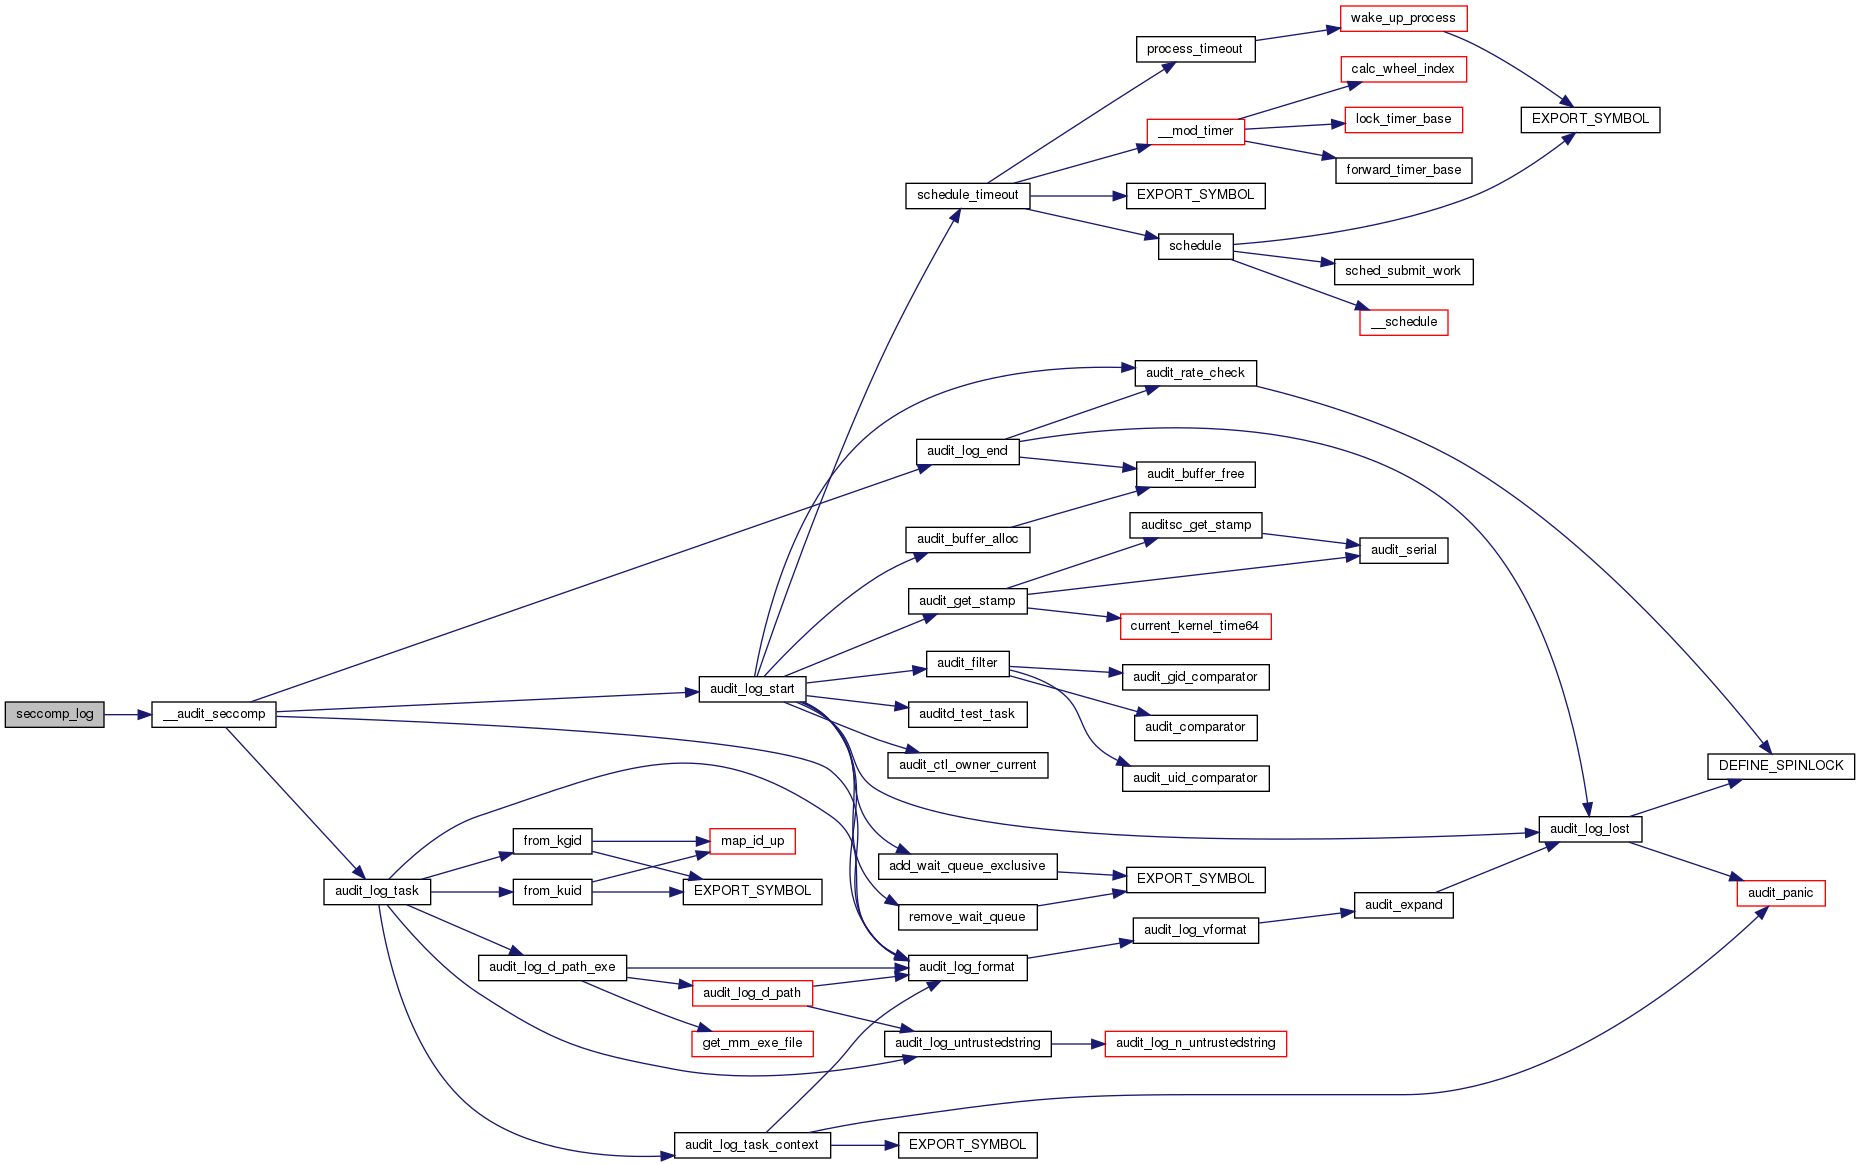 wake_up_process
process_timeout
calc_wheel_index
lock_timer_base
EXPORT_SYMBOL
__mod_timer
forward_timer_base
schedule_timeout
EXPORT_SYMBOL
schedule
sched_submit_work
__schedule
audit_rate_check
audit_log_end
audit_buffer_free
auditsc_get_stamp
audit_buffer_alloc
audit_serial
audit_get_stamp
current_kernel_time64
audit_filter
audit_gid_comparator
audit_log_start
seccomp_log
__audit_seccomp
auditd_test_task
audit_comparator
audit_ctl_owner_current
DEFINE_SPINLOCK
audit_uid_comparator
audit_log_lost
from_kgid
map_id_up
add_wait_queue_exclusive
EXPORT_SYMBOL
audit_log_task
from_kuid
EXPORT_SYMBOL
audit_panic
audit_expand
remove_wait_queue
audit_log_vformat
audit_log_d_path_exe
audit_log_format
audit_log_d_path
get_mm_exe_file
audit_log_untrustedstring
audit_log_n_untrustedstring
audit_log_task_context
EXPORT_SYMBOL